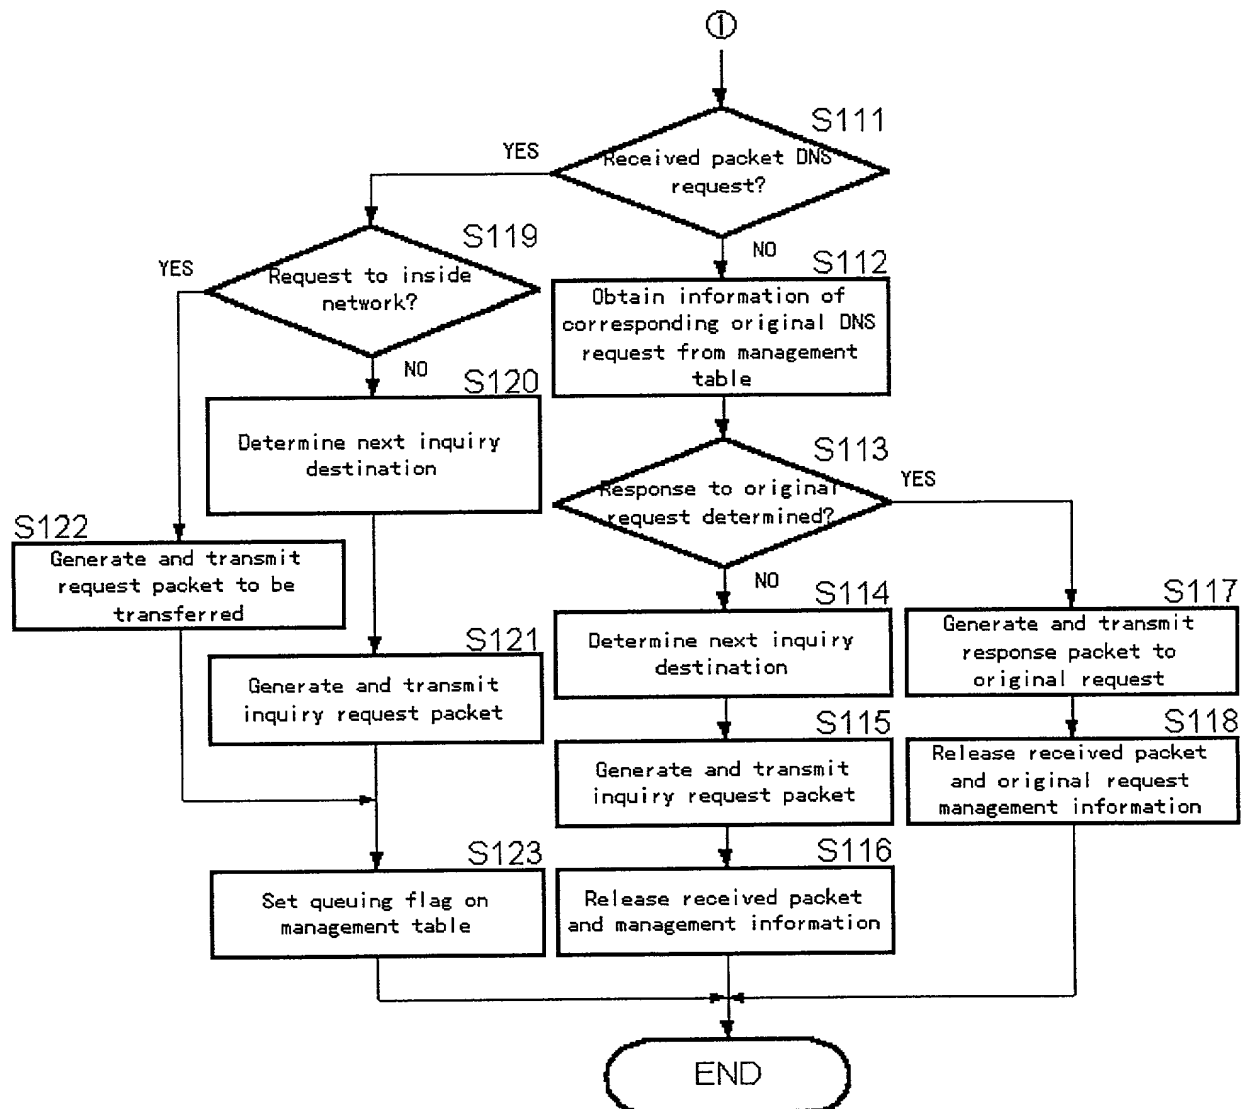 ①
S111
YES
Received packet DNS
request?
S119
NO
S112
YES
Request to inside
network?
Obtain information of
corresponding original DNS
request from management
table
NO
S120
Determine next inquiry
destination
S113
YES
Response to original
request determined?
S122
Generate and transmit
request packet to be
transferred
NO
S114
S117
S121
Determine next inquiry
destination
Generate and transmit
response packet to
original request
Generate and transmit
inquiry request packet
S115
S118
Generate and transmit
inquiry request packet
Release received packet
and original request
management information
S123
S116
Set queuing flag on
management table
Release received packet
and management information
END